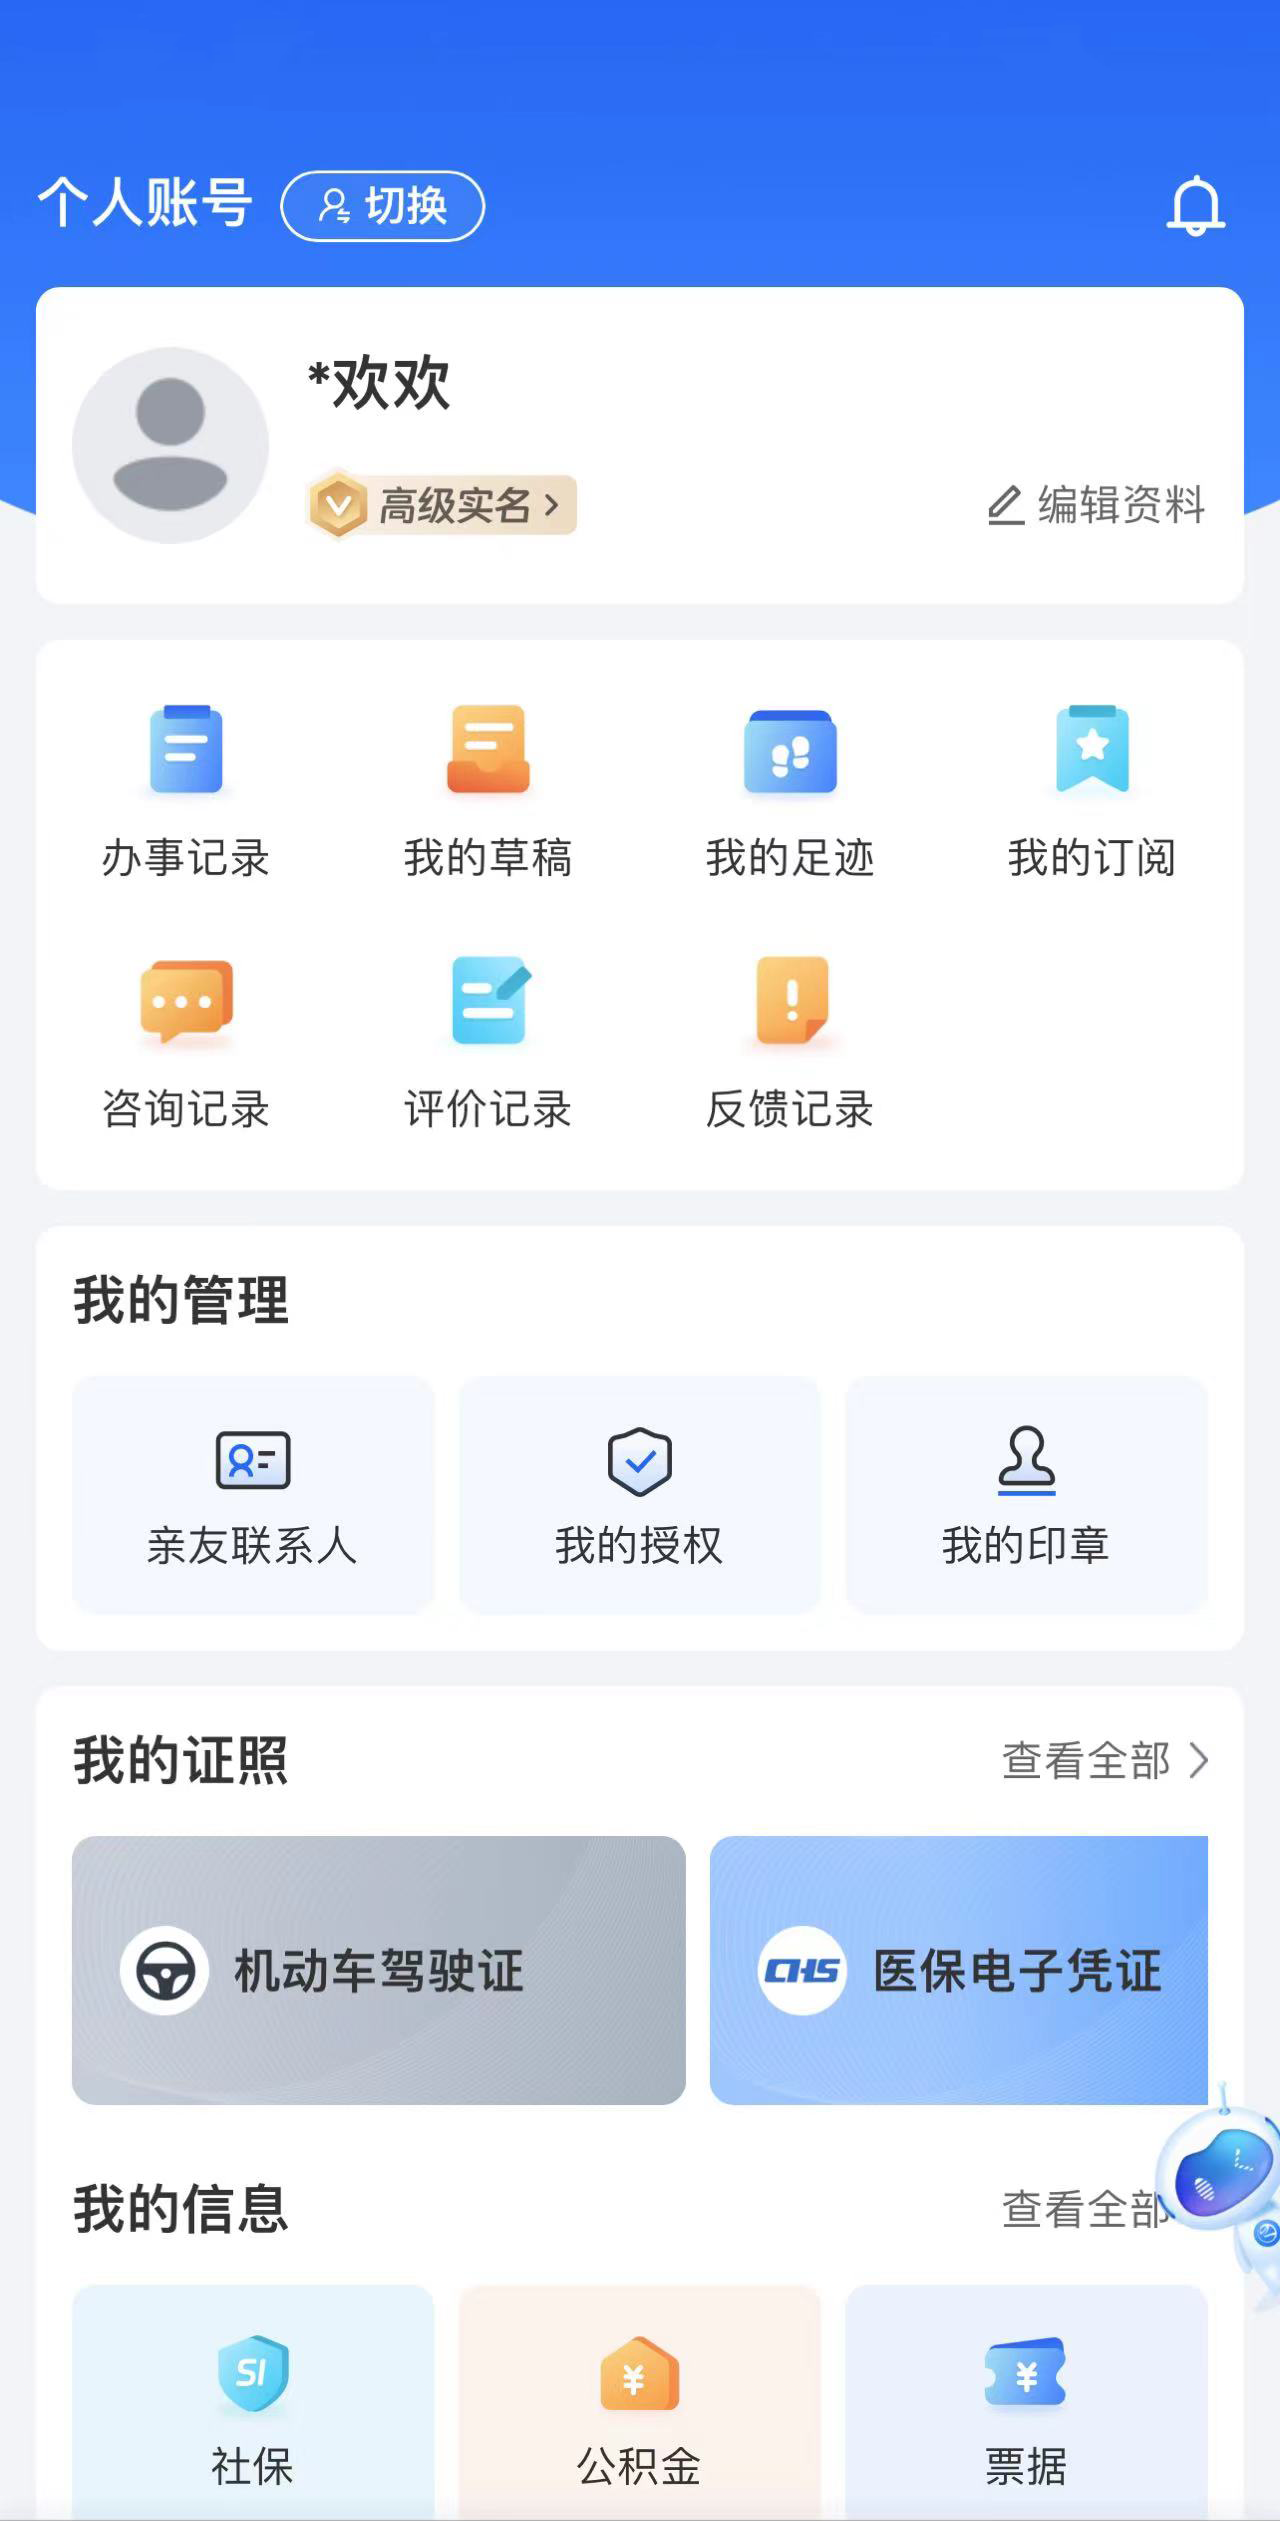 个人账号 切换
*欢欢
高级实名 编辑资料
办事记录 我的草稿 我的足迹 我的订阅
咨询记录 评价记录 反馈记录
我的管理
亲友联系人 我的授权 我的印章
我的证照 查看全部
机动车驾驶证 CHS 医保电子凭证
我的信息 查看全部
SI ¥ ¥
社保 公积金 票据